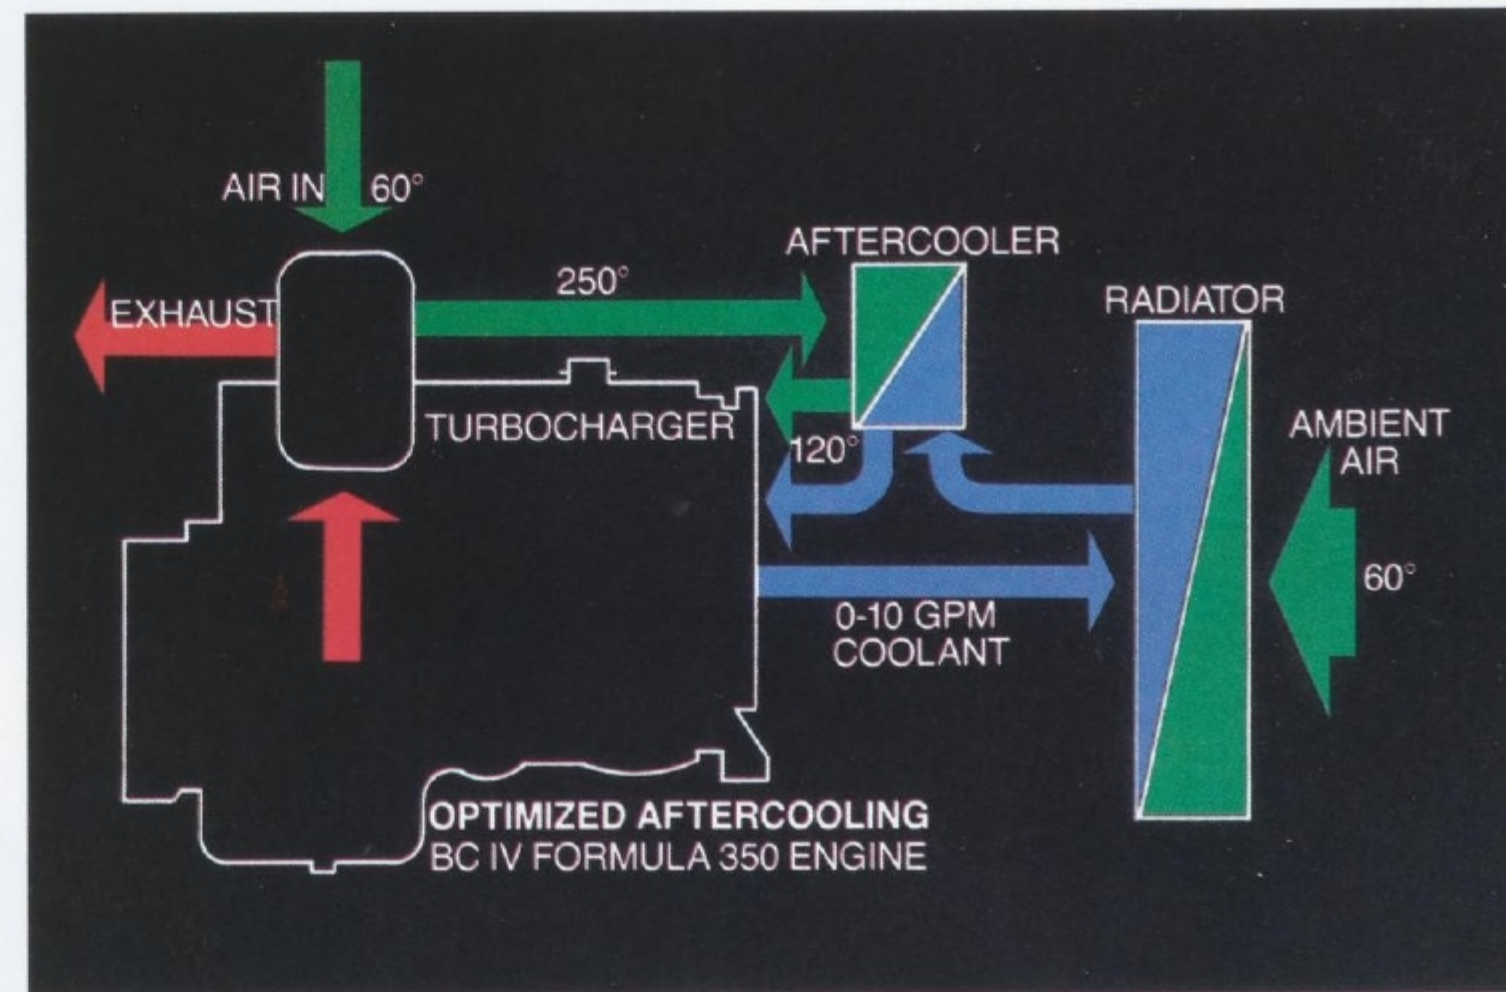 AIR IN 60°
EXHAUST
250°
AFTERCOOLER
RADIATOR
TURBOCHARGER
120°
AMBIENT
AIR
60°
0-10 GPM
COOLANT
OPTIMIZED AFTERCOOLING
BC IV FORMULA 350 ENGINE